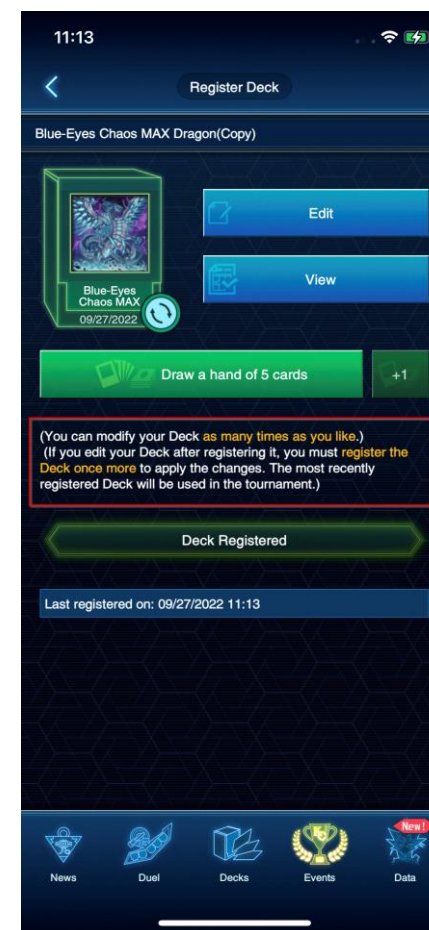 11:13
Register Deck
Blue-Eyes Chaos MAX Dragon(Copy)
Edit
Blue-Eyes
Chaos MAX
09/27/2022
View
Draw a hand of 5 cards
+1
(You can modify your Deck as many times as you like.)
(If you edit your Deck after registering it, you must register the
Deck once more to apply the changes. The most recently
registered Deck will be used in the tournament.)
Deck Registered
Last registered on: 09/27/2022 11:13
New!
News
Duel
Decks
Events
Data